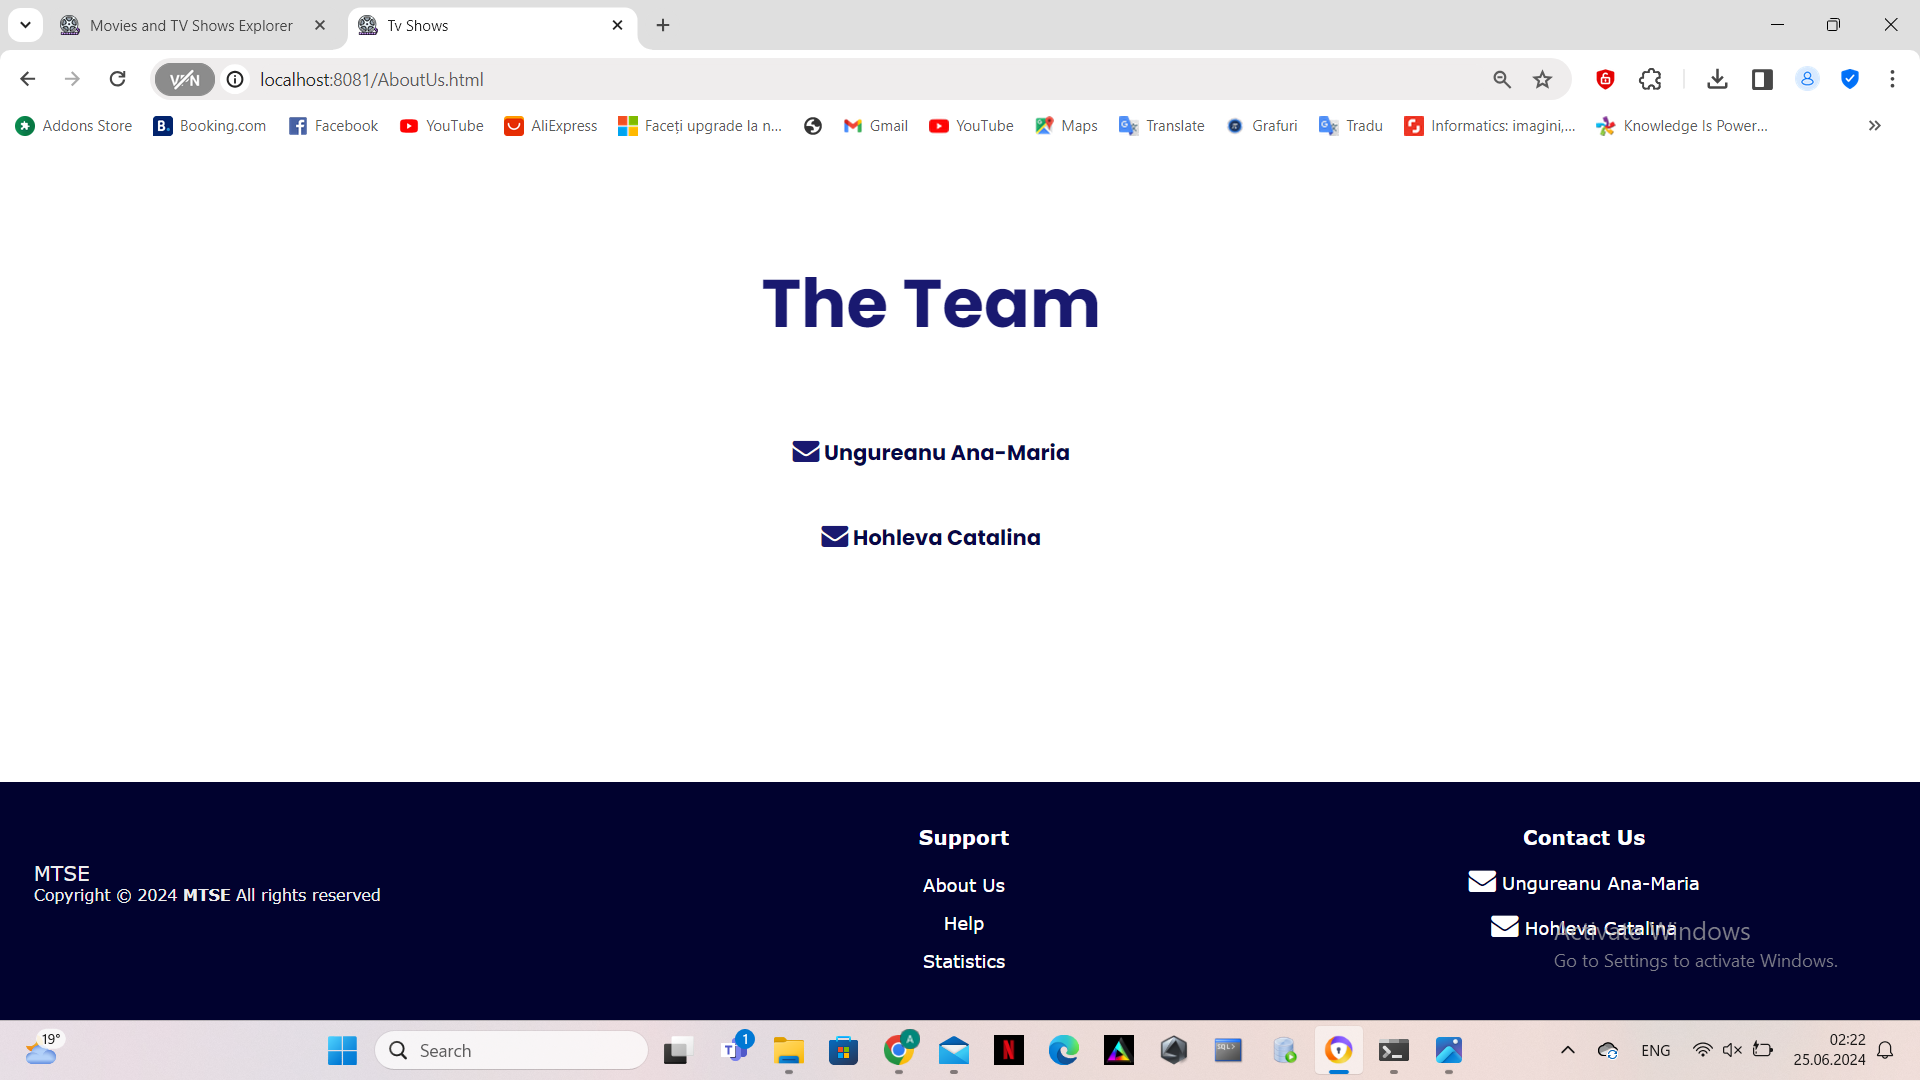 Movies and TV Shows Explorer
Tv Shows
VPN
localhost:8081/AboutUs.html
Addons Store
B. Booking.com
Facebook
YouTube
AliExpress
Faceți upgrade la n...
Gmail
YouTube
Maps
Translate
Grafuri
Tradu
Informatics: imagini,...
Knowledge Is Power...
The Team
Ungureanu Ana-Maria
Hohleva Catalina
MTSE
Copyright © 2024 MTSE All rights reserved
Support
About Us
Help
Statistics
Contact Us
Ungureanu Ana-Maria
Hohleva Catalina
Activate Windows
Go to Settings to activate Windows.
19°
Search
T
1
A
N
SQL>
ENG
02:22
25.06.2024